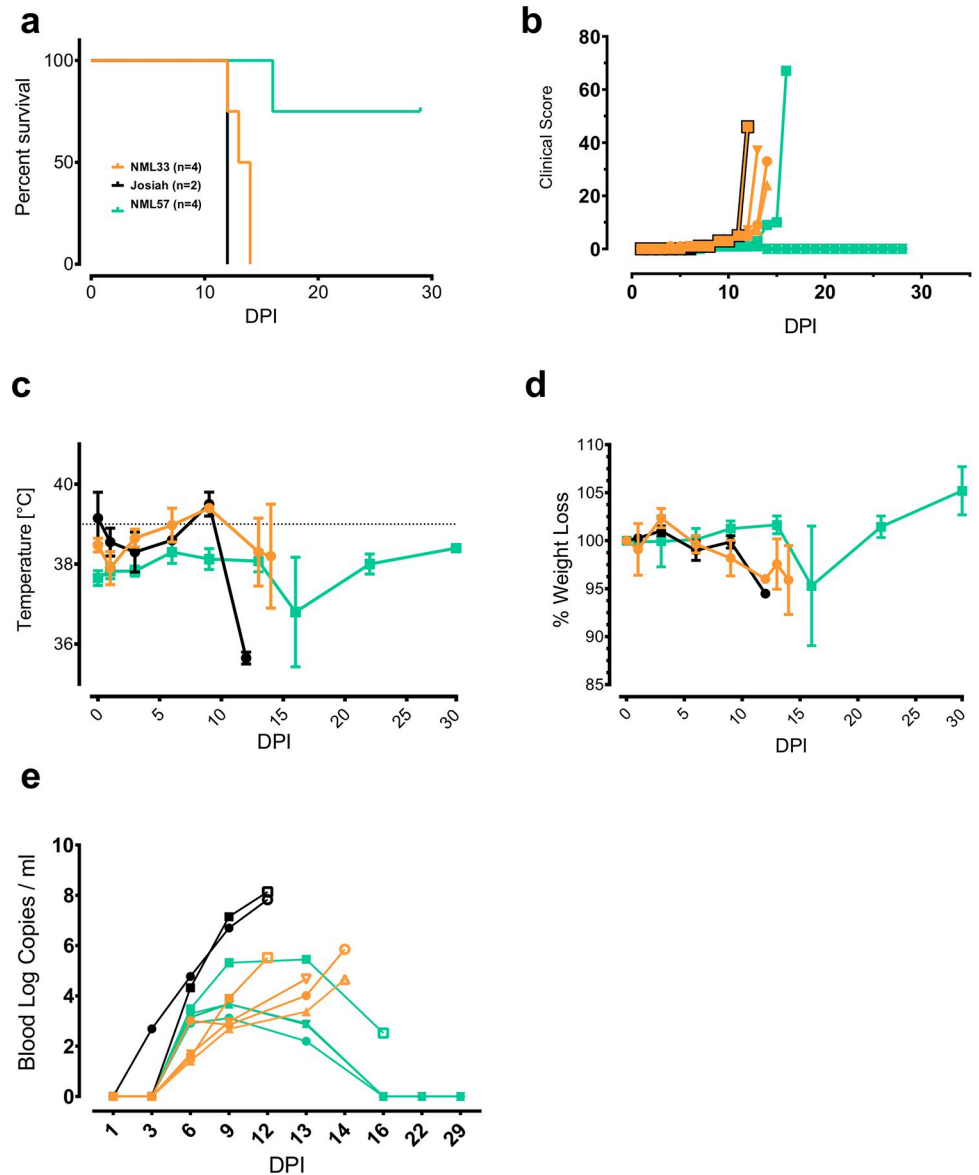 a
Percent survival
100
50
0
NML33 (n=4)
Josiah (n=2)
NML57 (n=4)
0 10 20 30
DPI
b
Clinical Score
80
60
40
20
0
0 10 20 30
DPI
c
Temperature [°C]
40
38
36
0 5 10 15 20 25 30
DPI
d
% Weight Loss
110
105
100
95
90
85
0 5 10 15 20 25 30
DPI
e
Blood Log Copies / ml
10
8
6
4
2
0
1 3 6 9 12 13 14 16 22 29
DPI